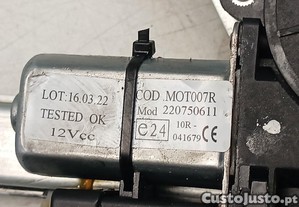 LOT:16.03.22
TESTED OK
12Vcc
COD. MOT007R
Mod 220750611
e24
10R-
041679
CE
CustoJusto.pt